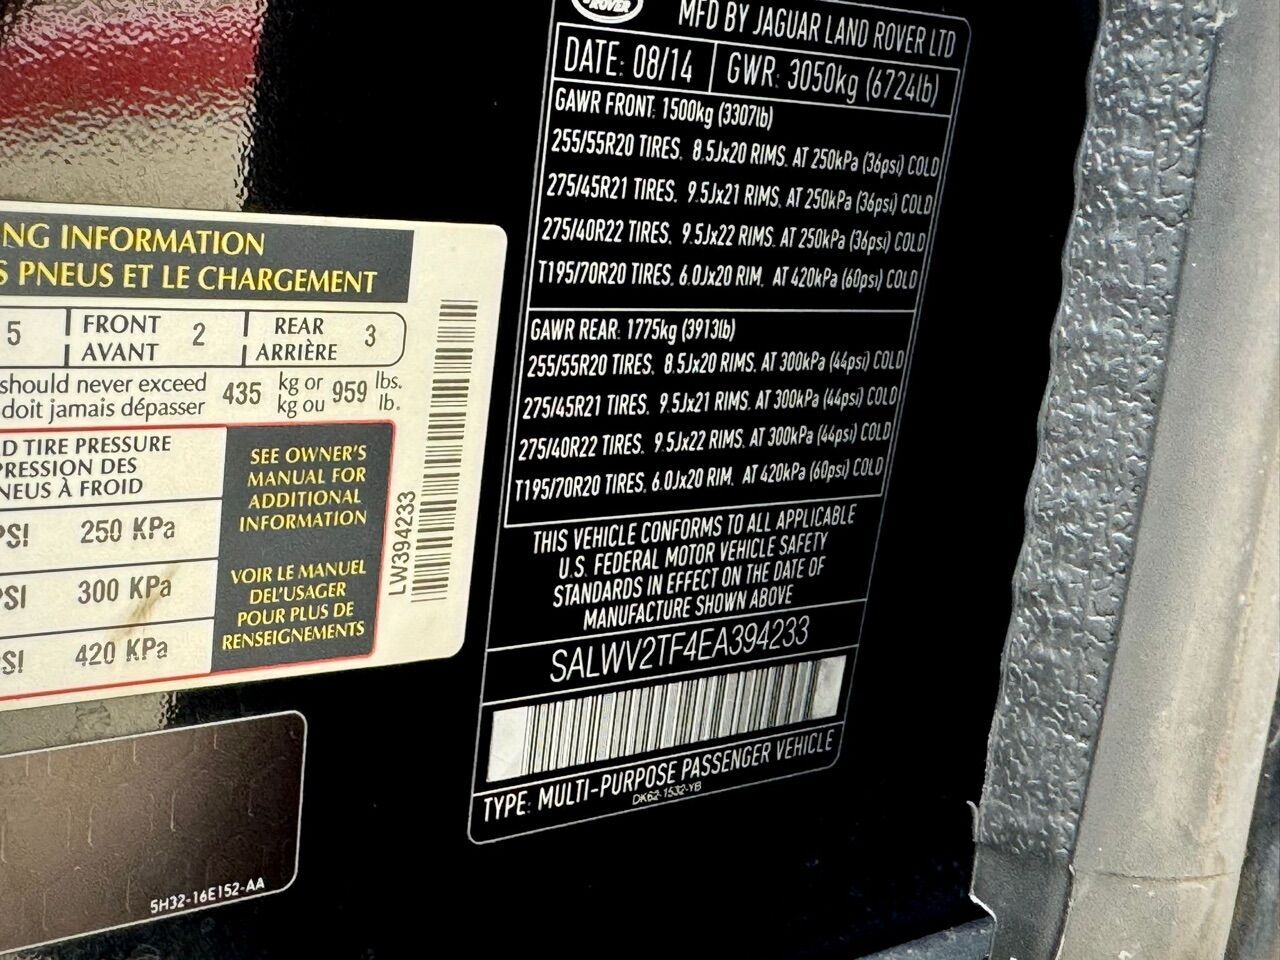 ROVER
MFD BY JAGUAR LAND ROVER LTD
DATE: 08/14 GWR: 3050kg (6724lb)
GAWR FRONT: 1500kg (3307lb)
255/55R20 TIRES, 8.5Jx20 RIMS, AT 250kPa (36psi) COLD
275/45R21 TIRES, 9.5Jx21 RIMS, AT 250kPa (36psi) COLD
275/40R22 TIRES, 9.5Jx22 RIMS, AT 250kPa (36psi) COLD
T195/70R20 TIRES, 6.0Jx20 RIM, AT 420kPa (60psi) COLD
GAWR REAR: 1775kg (3913lb)
255/55R20 TIRES, 8.5Jx20 RIMS, AT 300kPa (44psi) COLD
275/45R21 TIRES, 9.5Jx21 RIMS, AT 300kPa (44psi) COLD
275/40R22 TIRES, 9.5Jx22 RIMS, AT 300kPa (44psi) COLD
T195/70R20 TIRES, 6.0Jx20 RIM, AT 420kPa (60psi) COLD
THIS VEHICLE CONFORMS TO ALL APPLICABLE
U.S. FEDERAL MOTOR VEHICLE SAFETY
STANDARDS IN EFFECT ON THE DATE OF
MANUFACTURE SHOWN ABOVE
SALWV2TF4EA394233
TYPE: MULTI-PURPOSE PASSENGER VEHICLE
DK62-1532-YB
NG INFORMATION
S PNEUS ET LE CHARGEMENT
5 FRONT 2 REAR 3
AVANT ARRIÈRE
should never exceed 435 kg or 959 lbs.
doit jamais dépasser kg ou lb.
D TIRE PRESSURE
PRESSION DES
NEUS À FROID
PSI 250 KPa
PSI 300 KPa
SI 420 KPa
SEE OWNER'S
MANUAL FOR
ADDITIONAL
INFORMATION
VOIR LE MANUEL
DEL'USAGER
POUR PLUS DE
RENSEIGNEMENTS
LW394233
5H32-16E152-AA